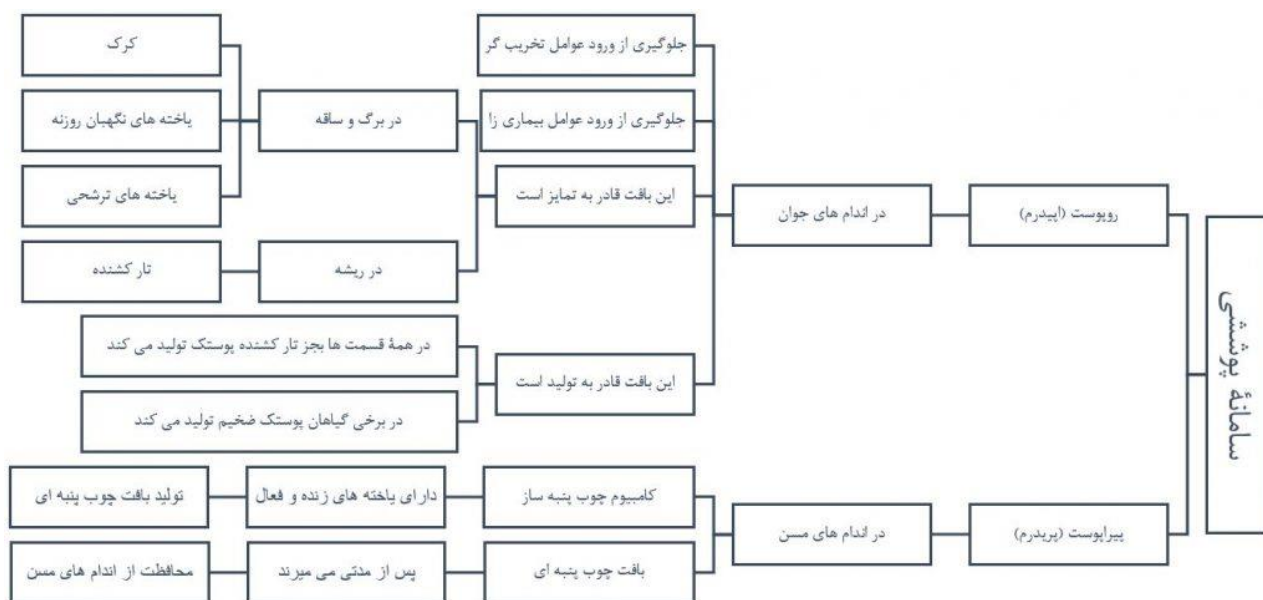 سامانهٔ پوششی
روپوست (اپیدرم)
در اندام های جوان
جلوگیری از ورود عوامل تخریب گر
جلوگیری از ورود عوامل بیماری زا
این بافت قادر به تمایز است
در برگ و ساقه
کرک
یاخته های نگهبان روزنه
یاخته های ترشحی
در ریشه
تار کشنده
این بافت قادر به تولید است
در همهٔ قسمت ها بجز تار کشنده پوستک تولید می کند
در برخی گیاهان پوستک ضخیم تولید می کند
پیراپوست (پریدرم)
در اندام های مسن
کامبیوم چوب پنبه ساز
دارای یاخته های زنده و فعال
تولید بافت چوب پنبه ای
بافت چوب پنبه ای
پس از مدتی می میرند
محافظت از اندام های مسن